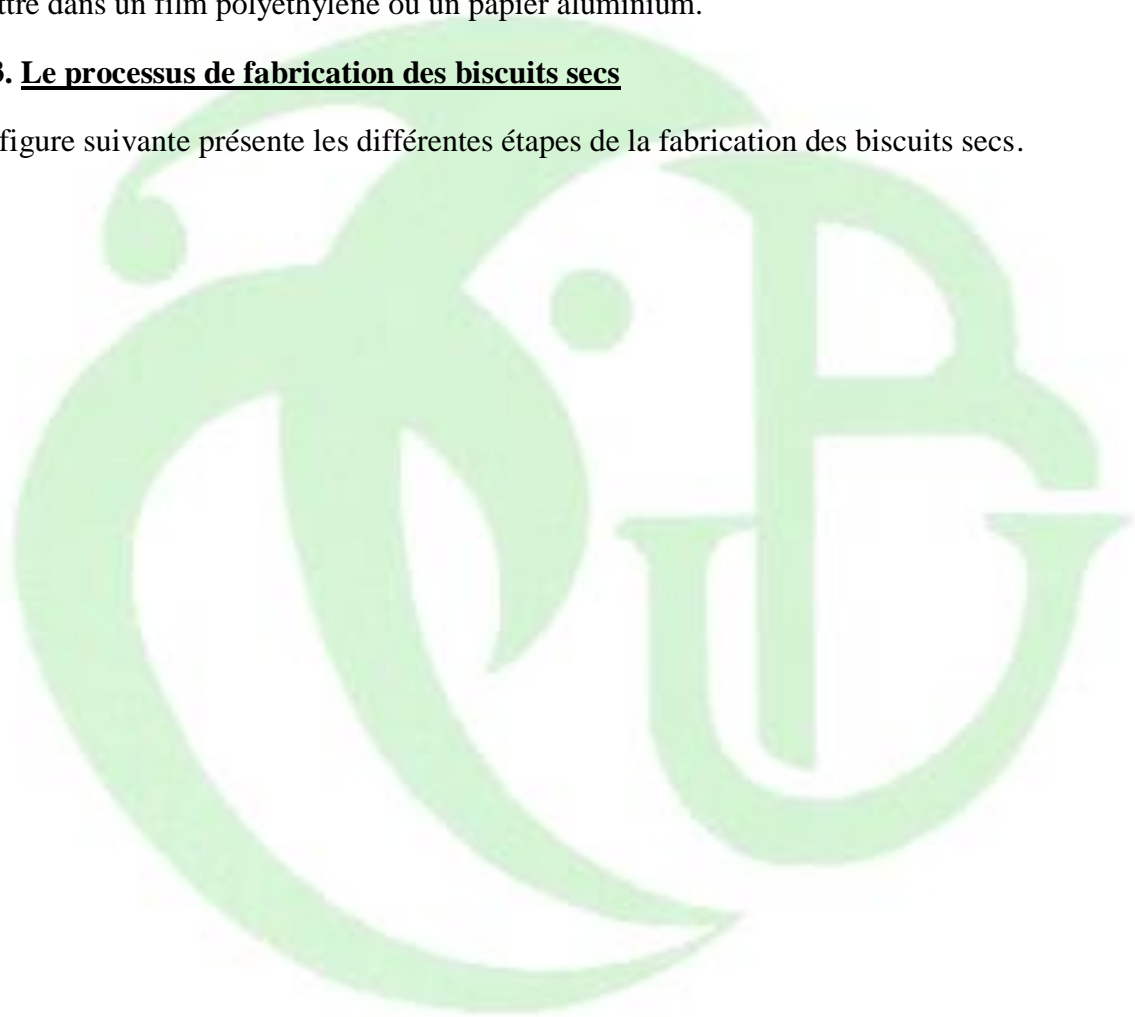 ttre dans un film polyéthylène ou un papier aluminium.
3. Le processus de fabrication des biscuits secs
figure suivante présente les différentes étapes de la fabrication des biscuits secs.